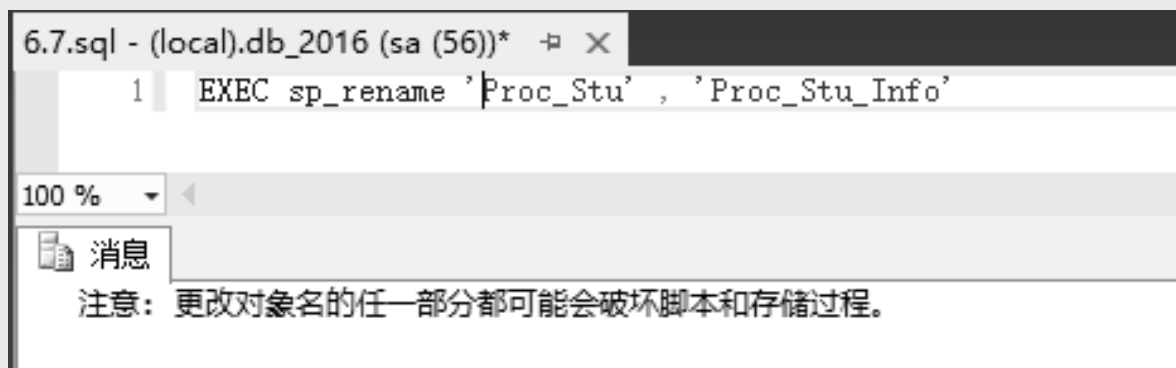 6.7.sql - (local).db_2016 (sa (56))*
1 EXEC sp_rename 'Proc_Stu' , 'Proc_Stu_Info'
100 %
消息
注意: 更改对象名的任一部分都可能会破坏脚本和存储过程。